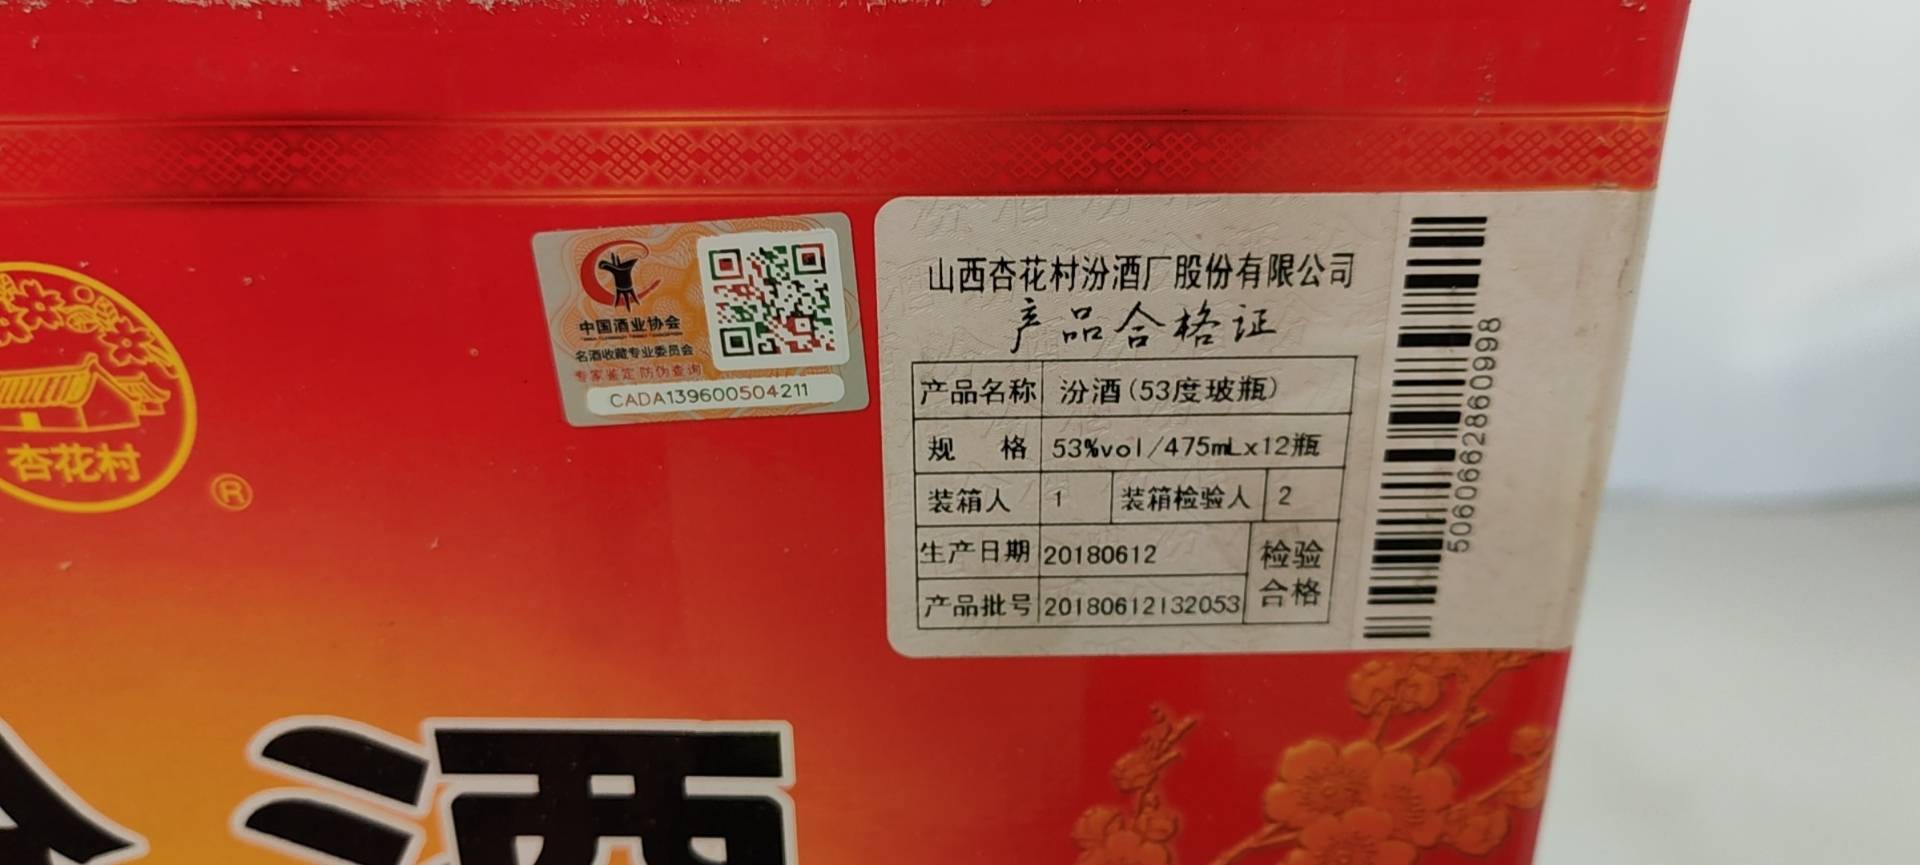 杏花村
®
中国酒业协会
名酒收藏专业委员会
专家鉴定 防伪查询
CADA139600504211
山西杏花村汾酒厂股份有限公司
产品合格证
产品名称 汾酒(53度玻瓶)
规 格 53%vol/475mLx12瓶
装箱人 1 装箱检验人 2
生产日期 20180612 检验
产品批号 20180612132053 合格
5060662860998
酒